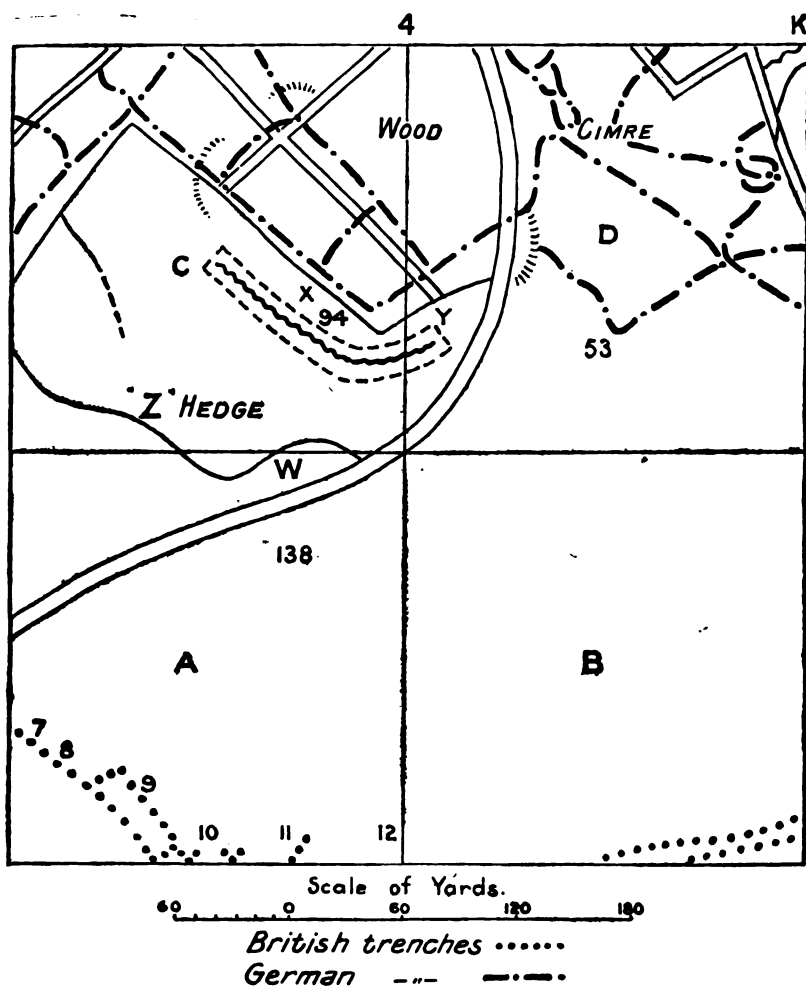 4 K
WOOD CIMRE
D
C
X
94 Y
53
"Z" HEDGE
W
138
A B
7
8
9
10 11 12
Scale of Yards.
60 0 60 120 180
British trenches
German -"-